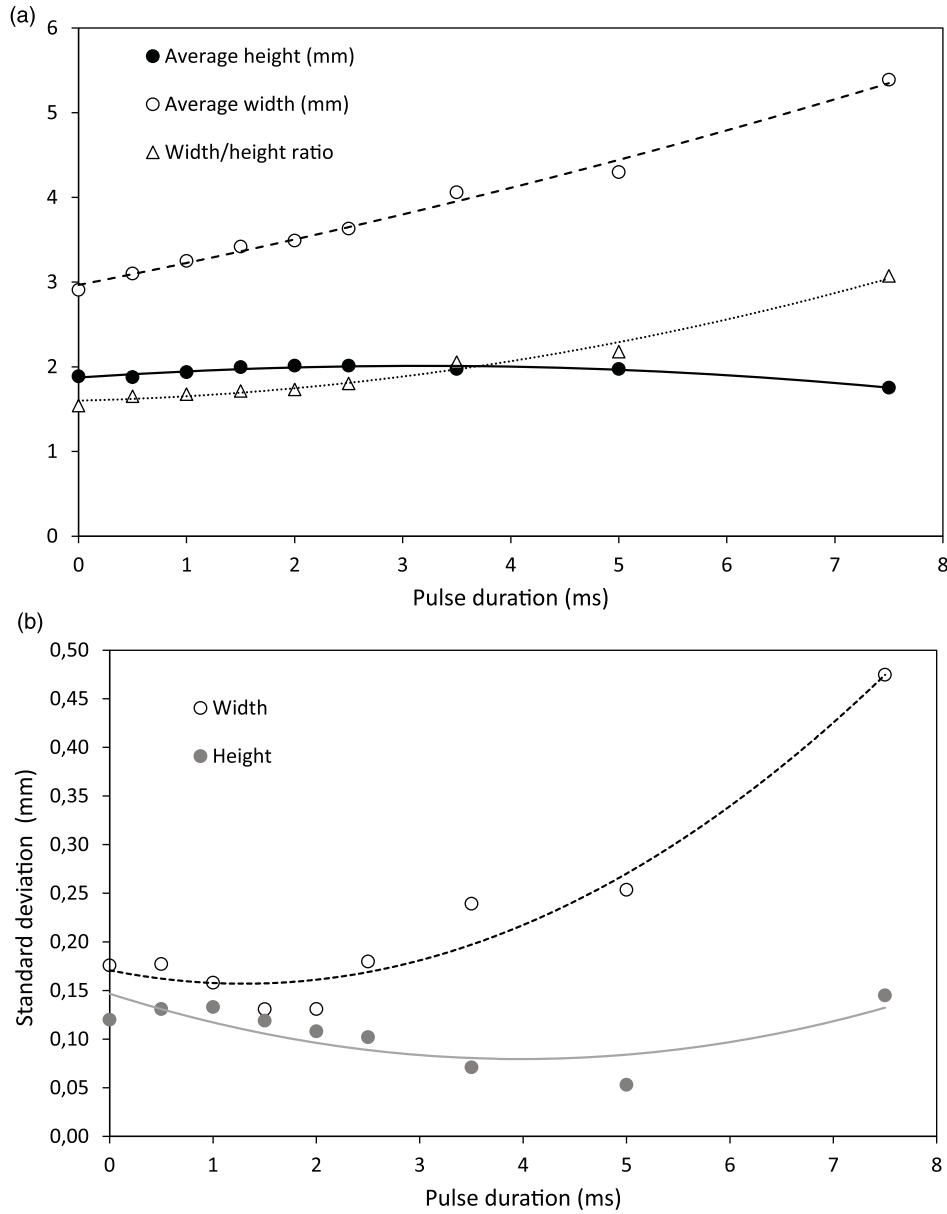 (a)
6
5
4
3
2
1
0
Average height (mm)
Average width (mm)
Width/height ratio
0 1 2 3 4 5 6 7 8
Pulse duration (ms)
(b)
Standard deviation (mm)
0,50
0,45
0,40
0,35
0,30
0,25
0,20
0,15
0,10
0,05
0,00
Width
Height
0 1 2 3 4 5 6 7 8
Pulse duration (ms)